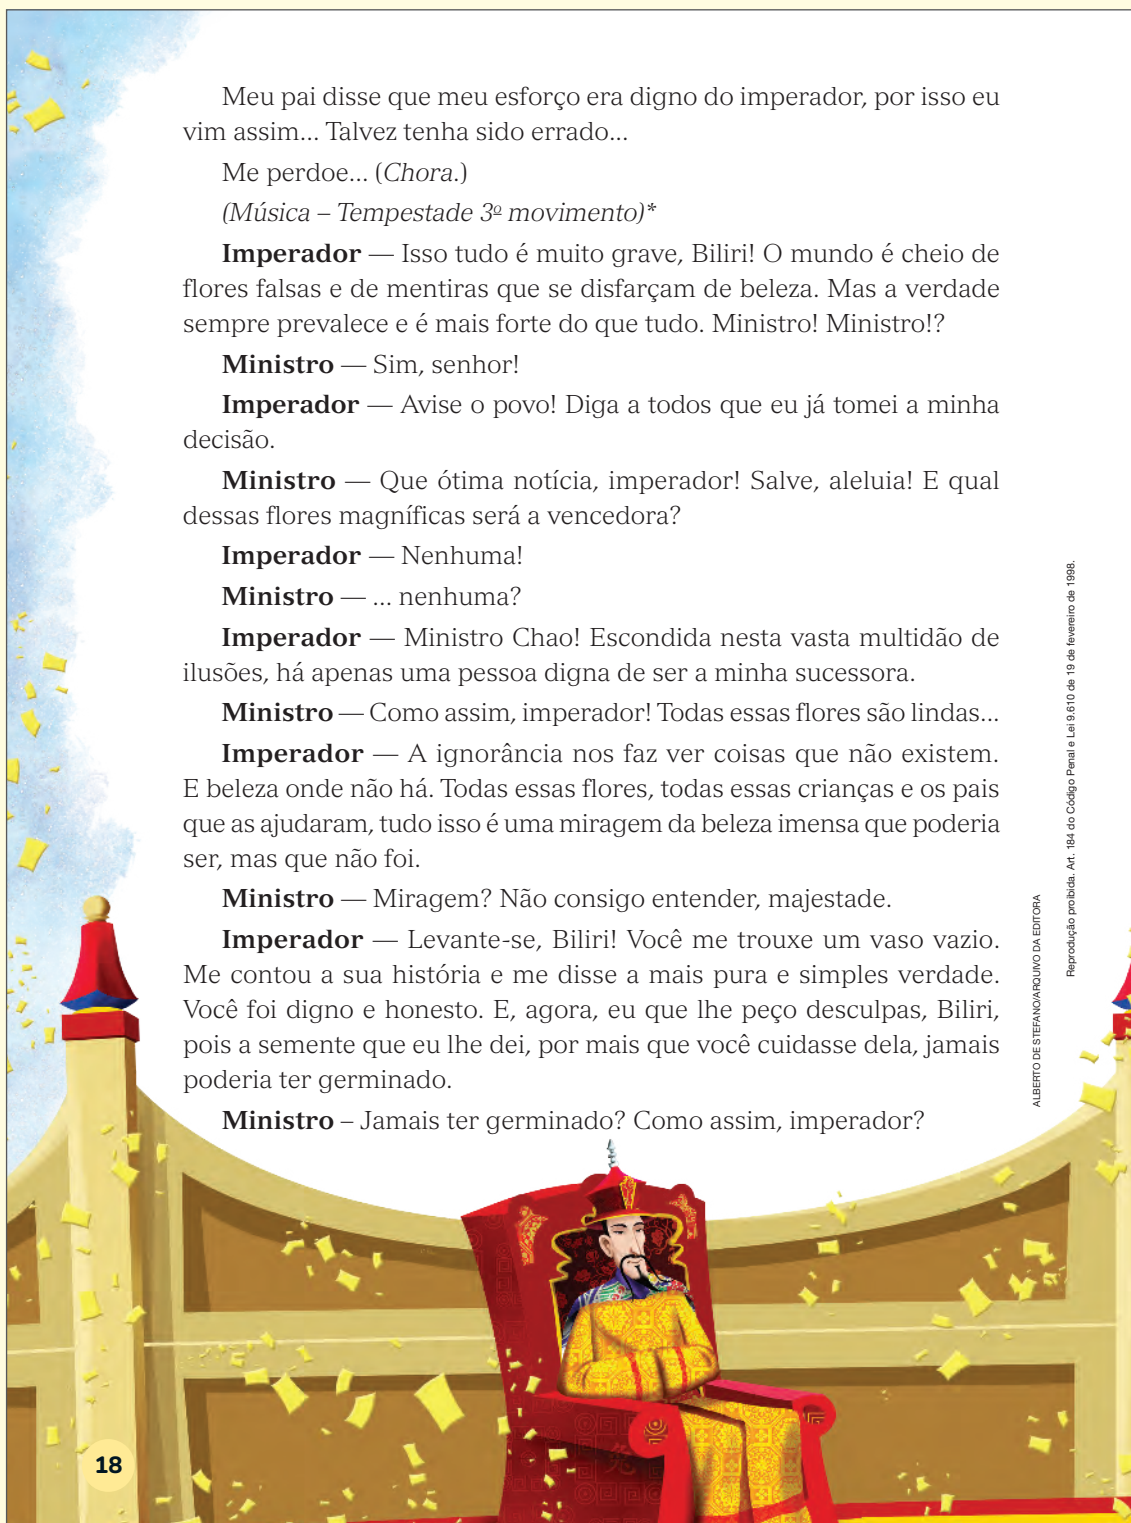 Meu pai disse que meu esforço era digno do imperador, por isso eu
vim assim... Talvez tenha sido errado...
Me perdoe... (Chora.)
(Música – Tempestade 3º movimento)*
Imperador — Isso tudo é muito grave, Biliri! O mundo é cheio de
flores falsas e de mentiras que se disfarçam de beleza. Mas a verdade
sempre prevalece e é mais forte do que tudo. Ministro! Ministro!?
Ministro — Sim, senhor!
Imperador — Avise o povo! Diga a todos que eu já tomei a minha
decisão.
Ministro — Que ótima notícia, imperador! Salve, aleluia! E qual
dessas flores magníficas será a vencedora?
Imperador — Nenhuma!
Ministro — ... nenhuma?
Imperador — Ministro Chao! Escondida nesta vasta multidão de
ilusões, há apenas uma pessoa digna de ser a minha sucessora.
Ministro — Como assim, imperador! Todas essas flores são lindas...
Imperador — A ignorância nos faz ver coisas que não existem.
E beleza onde não há. Todas essas flores, todas essas crianças e os pais
que as ajudaram, tudo isso é uma miragem da beleza imensa que poderia
ser, mas que não foi.
Ministro — Miragem? Não consigo entender, majestade.
Imperador — Levante-se, Biliri! Você me trouxe um vaso vazio.
Me contou a sua história e me disse a mais pura e simples verdade.
Você foi digno e honesto. E, agora, eu que lhe peço desculpas, Biliri,
pois a semente que eu lhe dei, por mais que você cuidasse dela, jamais
poderia ter germinado.
Ministro – Jamais ter germinado? Como assim, imperador?
ALBERTO DE STEFANO/ARQUIVO DA EDITORA
Reprodução proibida. Art. 184 do Código Penal e Lei 9.610 de 19 de fevereiro de 1998.
18